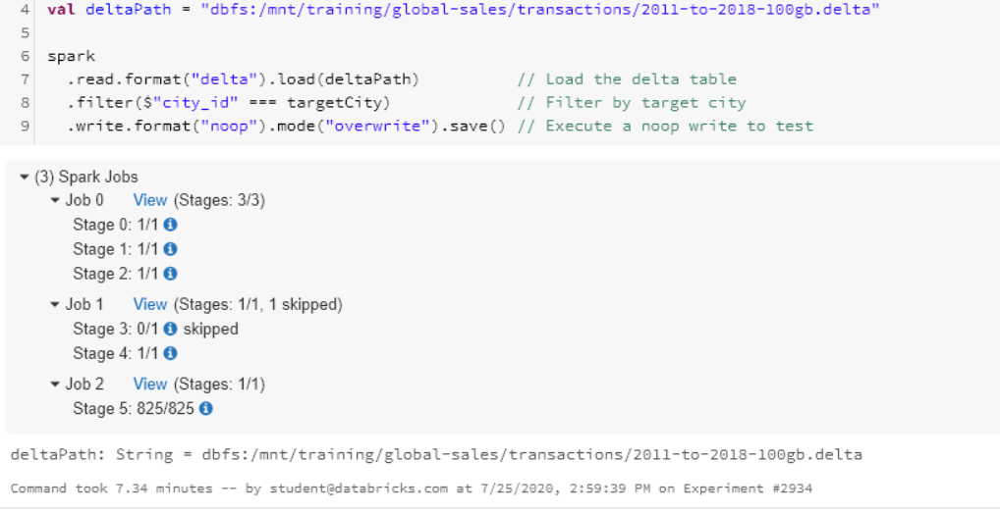 4 val deltaPath = "dbfs:/mnt/training/global-sales/transactions/2011-to-2018-100gb.delta"
5
6 spark
7 .read.format("delta").load(deltaPath) // Load the delta table
8 .filter($"city_id" === targetCity) // Filter by target city
9 .write.format("noop").mode("overwrite").save() // Execute a noop write to test
(3) Spark Jobs
Job 0 View (Stages: 3/3)
Stage 0: 1/1
Stage 1: 1/1
Stage 2: 1/1
Job 1 View (Stages: 1/1, 1 skipped)
Stage 3: 0/1 skipped
Stage 4: 1/1
Job 2 View (Stages: 1/1)
Stage 5: 825/825
deltaPath: String = dbfs:/mnt/training/global-sales/transactions/2011-to-2018-100gb.delta
Command took 7.34 minutes -- by student@databricks.com at 7/25/2020, 2:59:39 PM on Experiment #2934